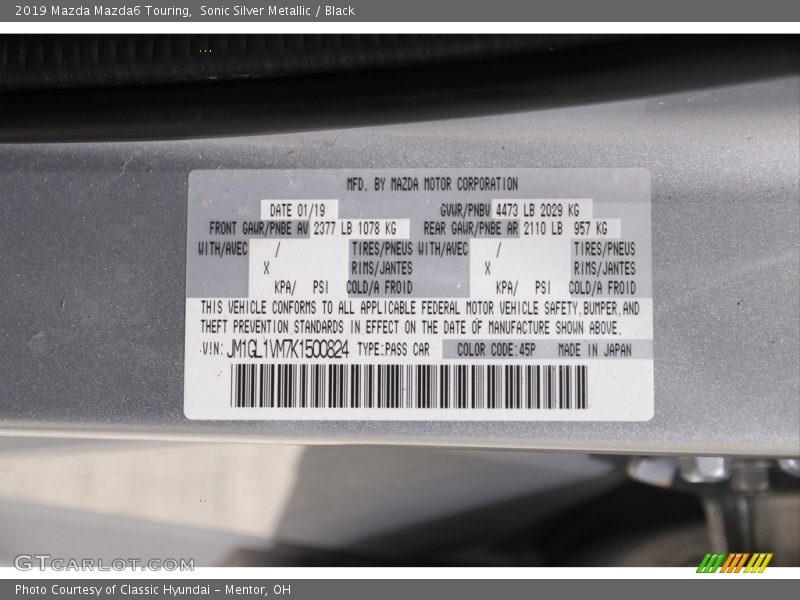 2019 Mazda Mazda6 Touring, Sonic Silver Metallic / Black
MFD. BY MAZDA MOTOR CORPORATION
DATE 01/19 GVWR/PNBV 4473 LB 2029 KG
FRONT GAWR/PNBE AV 2377 LB 1078 KG REAR GAWR/PNBE AR 2110 LB 957 KG
WITH/AVEC / TIRES/PNEUS WITH/AVEC / TIRES/PNEUS
X RIMS/JANTES X RIMS/JANTES
KPA/ PSI COLD/A FROID KPA/ PSI COLD/A FROID
THIS VEHICLE CONFORMS TO ALL APPLICABLE FEDERAL MOTOR VEHICLE SAFETY,BUMPER,AND
THEFT PREVENTION STANDARDS IN EFFECT ON THE DATE OF MANUFACTURE SHOWN ABOVE.
VIN: JM1GL1VM7K1500824 TYPE:PASS CAR COLOR CODE:45P MADE IN JAPAN
GTCARLOT.COM
Photo Courtesy of Classic Hyundai - Mentor, OH